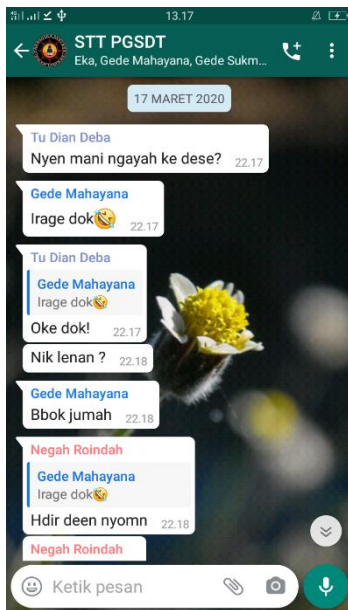 13.17
STT PGSDT
Eka, Gede Mahayana, Gede Sukm...
17 MARET 2020
Tu Dian Deba
Nyen mani ngayah ke dese? 22.17
Gede Mahayana
Irage dok🤣 22.17
Tu Dian Deba
Gede Mahayana
Irage dok🤣
Oke dok! 22.17
Nik lenan ? 22.18
Gede Mahayana
Bbok jumah 22.18
Negah Roindah
Gede Mahayana
Irage dok🤣
Hdir deen nyomn 22.18
Negah Roindah
Ketik pesan